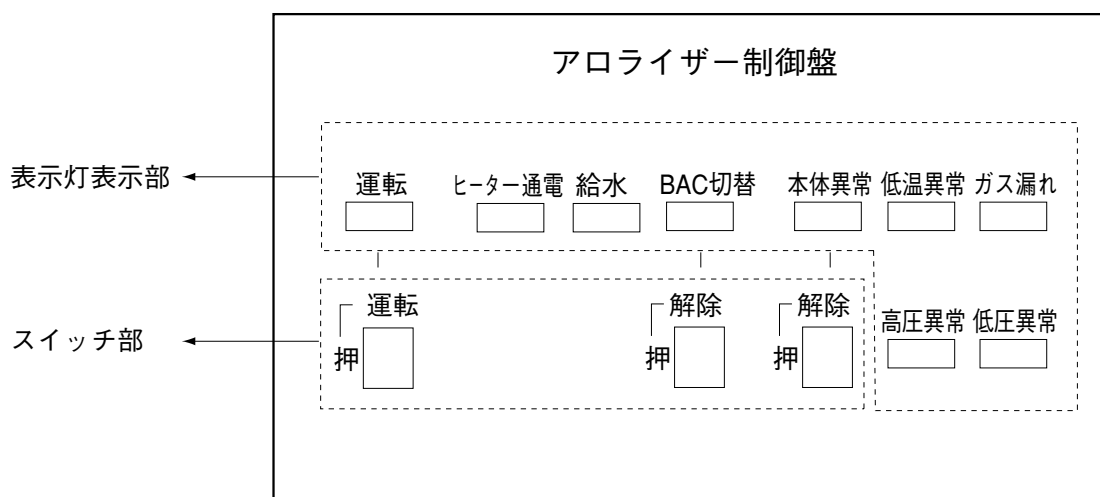 アロライザー制御盤
表示灯表示部
運転 ヒーター通電 給水 BAC切替 本体異常 低温異常 ガス漏れ
スイッチ部
運転 解除 解除
押 押 押
高圧異常 低圧異常